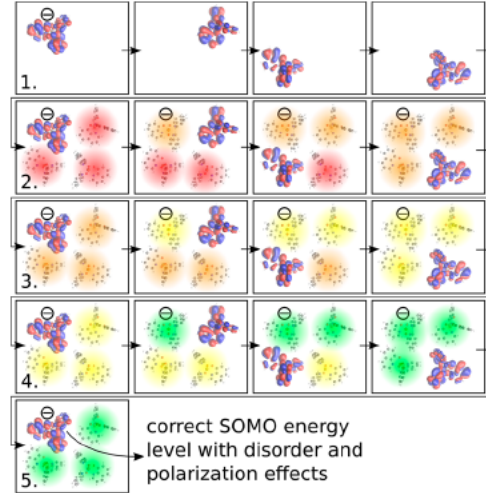 1.
2.
3.
4.
5.
correct SOMO energy
level with disorder and
polarization effects